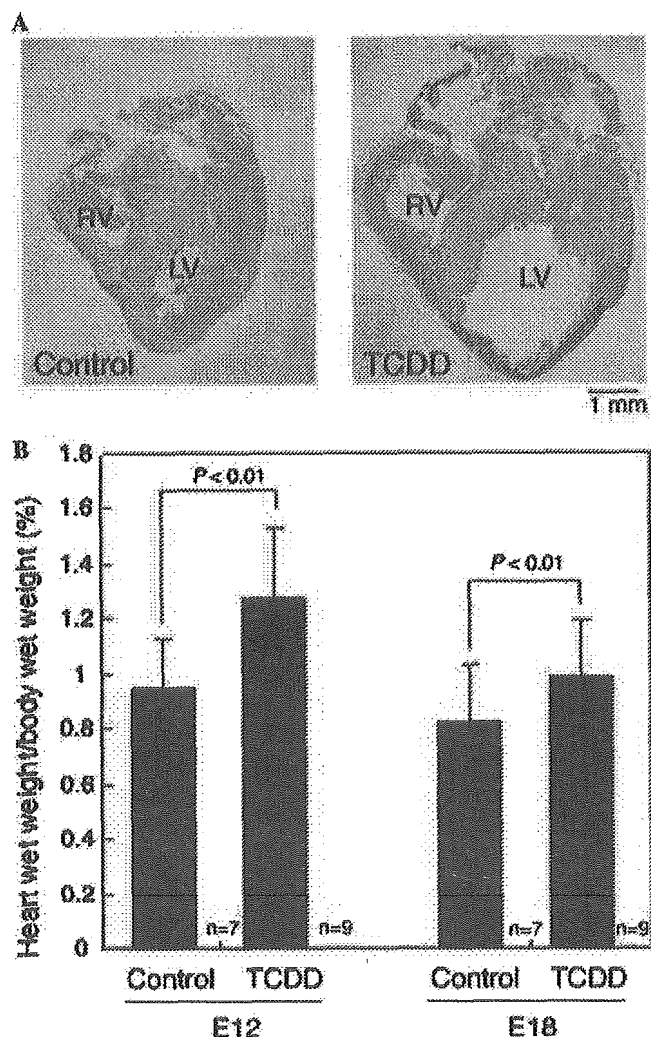 A
RV
LV
Control
RV
LV
TCDD
1 mm
B
Heart wet weight/body wet weight (%)
1.8
1.6
1.4
1.2
1
0.8
0.6
0.4
0.2
0
P < 0.01
P < 0.01
n=7
n=9
n=7
n=9
Control
TCDD
Control
TCDD
E12
E18